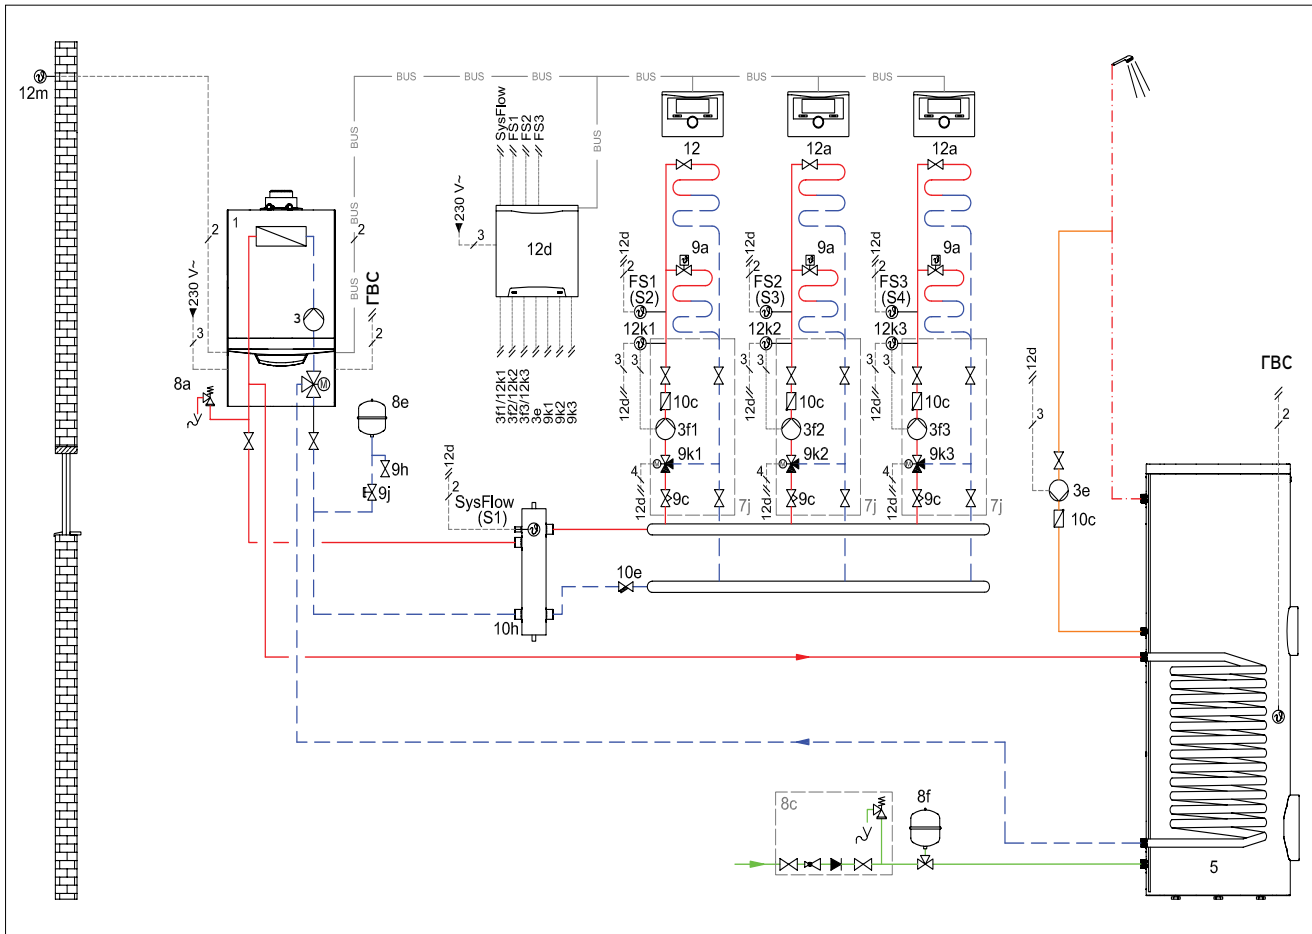 BUS BUS BUS BUS BUS BUS BUS
12m
BUS
BUS
SysFlow
FS1
FS2
FS3
12 12a 12a
1
2
2
BUS
230 V~
3
12d
12d
2
FS1
(S2)
9a
12d
2
FS2
(S3)
9a
12d
2
FS3
(S4)
9a
230 V~
3
ГВС
2
3
M
12k1 12k2 12k3
3 3 3 3 3 3
12d 12d 12d
12d
3
ГВС
2
8a
8e
9h
9j
3f1/12k1
3f2/12k2
3f3/12k3
3e
9k1
9k2
9k3
10c 10c 10c
3f1 3f2 3f3
M 9k1 M 9k2 M 9k3
4 4 4
12d 12d 12d
9c 9c 9c
7j 7j 7j
12d
2
SysFlow
(S1)
3e
10c
10e
10h
8c
8f
5